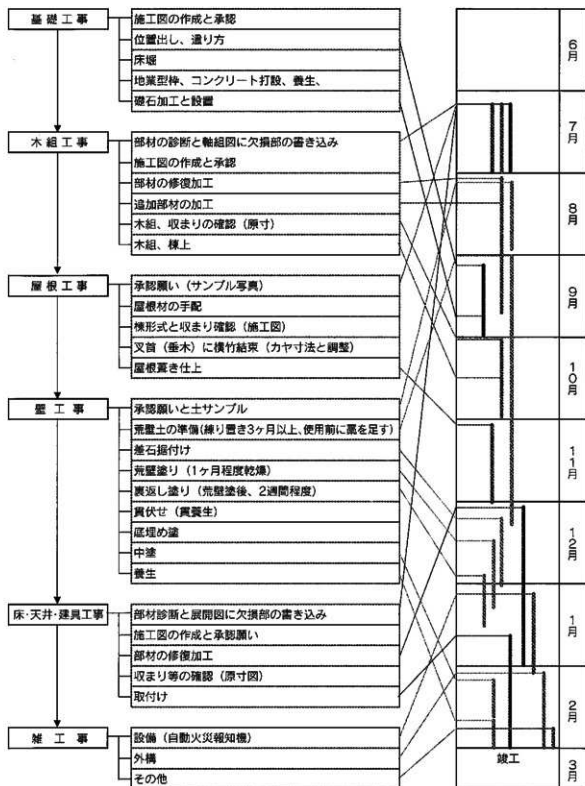 基礎工事
施工図の作成と承認
位置出し、遣り方
床堀
地業型枠、コンクリート打設、養生、
礎石加工と設置
木組工事
部材の診断と軸組図に欠損部の書き込み
施工図の作成と承認
部材の修復加工
追加部材の加工
木組、収まりの確認（原寸）
木組、棟上
屋根工事
承認願い（サンプル写真）
屋根材の手配
棟形式と収まり確認（施工図）
叉首（垂木）に横竹結束（カヤ寸法と調整）
屋根葺き仕上
壁工事
承認願いと土サンプル
荒壁土の準備(練り置き3ヶ月以上、使用前に藁を足す)
差石据付け
荒壁塗り（1ヶ月程度乾燥）
裏返し塗り（荒壁塗後、2週間程度）
貫伏せ（貫養生）
底埋め塗
中塗
養生
床・天井・建具工事
部材診断と展開図に欠損部の書き込み
施工図の作成と承認願い
部材の修復加工
収まり等の確認（原寸図）
取付け
雑工事
設備（自動火災報知機）
外構
その他
6月
7月
8月
9月
10月
11月
12月
1月
2月
3月
竣工